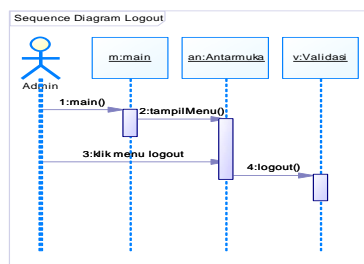 Sequence Diagram Logout
m:main
an:Antarmuka
v:Validasi
Admin
1:main()
2:tampilMenu()
3:klik menu logout
4:logout()